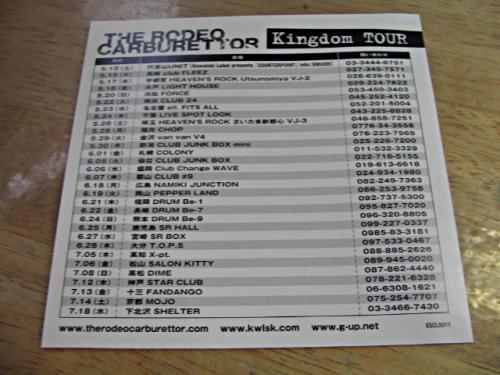 THE RODEO CARBURETTOR Kingdom TOUR
日付 会場 問い合わせ
5.12 (土) 代官山UNIT 03-3444-6751
5.15 (火) 高崎 club FLEEZ 027-345-7571
5.17 (木) 宇都宮 HEAVEN'S ROCK Utsunomiya VJ-2 028-639-0111
5.18 (金) 水戸 LIGHT HOUSE 029-224-7622
5.20 (日) 浜松 FORCE 053-450-3403
5.22 (火) 横浜 CLUB 24 045-252-4120
5.23 (水) 名古屋 ell. FITS ALL 052-201-5004
5.24 (木) 千葉 LIVE SPOT LOOK 043-225-8828
5.26 (土) 埼玉 HEAVEN'S ROCK さいたま新都心 VJ-3 048-858-7251
5.28 (月) 福井 CHOP 0776-34-3558
5.29 (火) 金沢 van van V4 076-223-7565
5.30 (水) 新潟 CLUB JUNK BOX mini 025-226-7200
6.01 (金) 札幌 COLONY 011-532-3329
6.05 (火) 仙台 CLUB JUNK BOX 022-716-5155
6.06 (水) 盛岡 Club Change WAVE 019-613-6618
6.07 (木) 郡山 CLUB #9 024-934-1980
6.18 (月) 広島 NAMIKI JUNCTION 082-249-7363
6.19 (火) 岡山 PEPPER LAND 086-253-9758
6.21 (木) 福岡 DRUM Be-1 092-737-5300
6.22 (金) 長崎 DRUM Be-7 095-827-7020
6.24 (日) 熊本 DRUM Be-9 096-320-8805
6.25 (月) 鹿児島 SR HALL 099-227-0337
6.27 (水) 宮崎 SR BOX 0985-83-3181
6.28 (木) 大分 T.O.P.S 097-533-0467
7.05 (木) 高知 X-pt. 088-885-2626
7.06 (金) 松山 SALON KITTY 089-945-0020
7.08 (日) 高松 DIME 087-862-4440
7.12 (木) 神戸 STAR CLUB 078-221-6328
7.13 (金) 十三 FANDANGO 06-6308-1621
7.14 (土) 京都 MOJO 075-254-7707
7.18 (水) 下北沢 SHELTER 03-3466-7430
www.therodeocarburettor.com www.kwlsk.com www.g-up.net ESCL5011